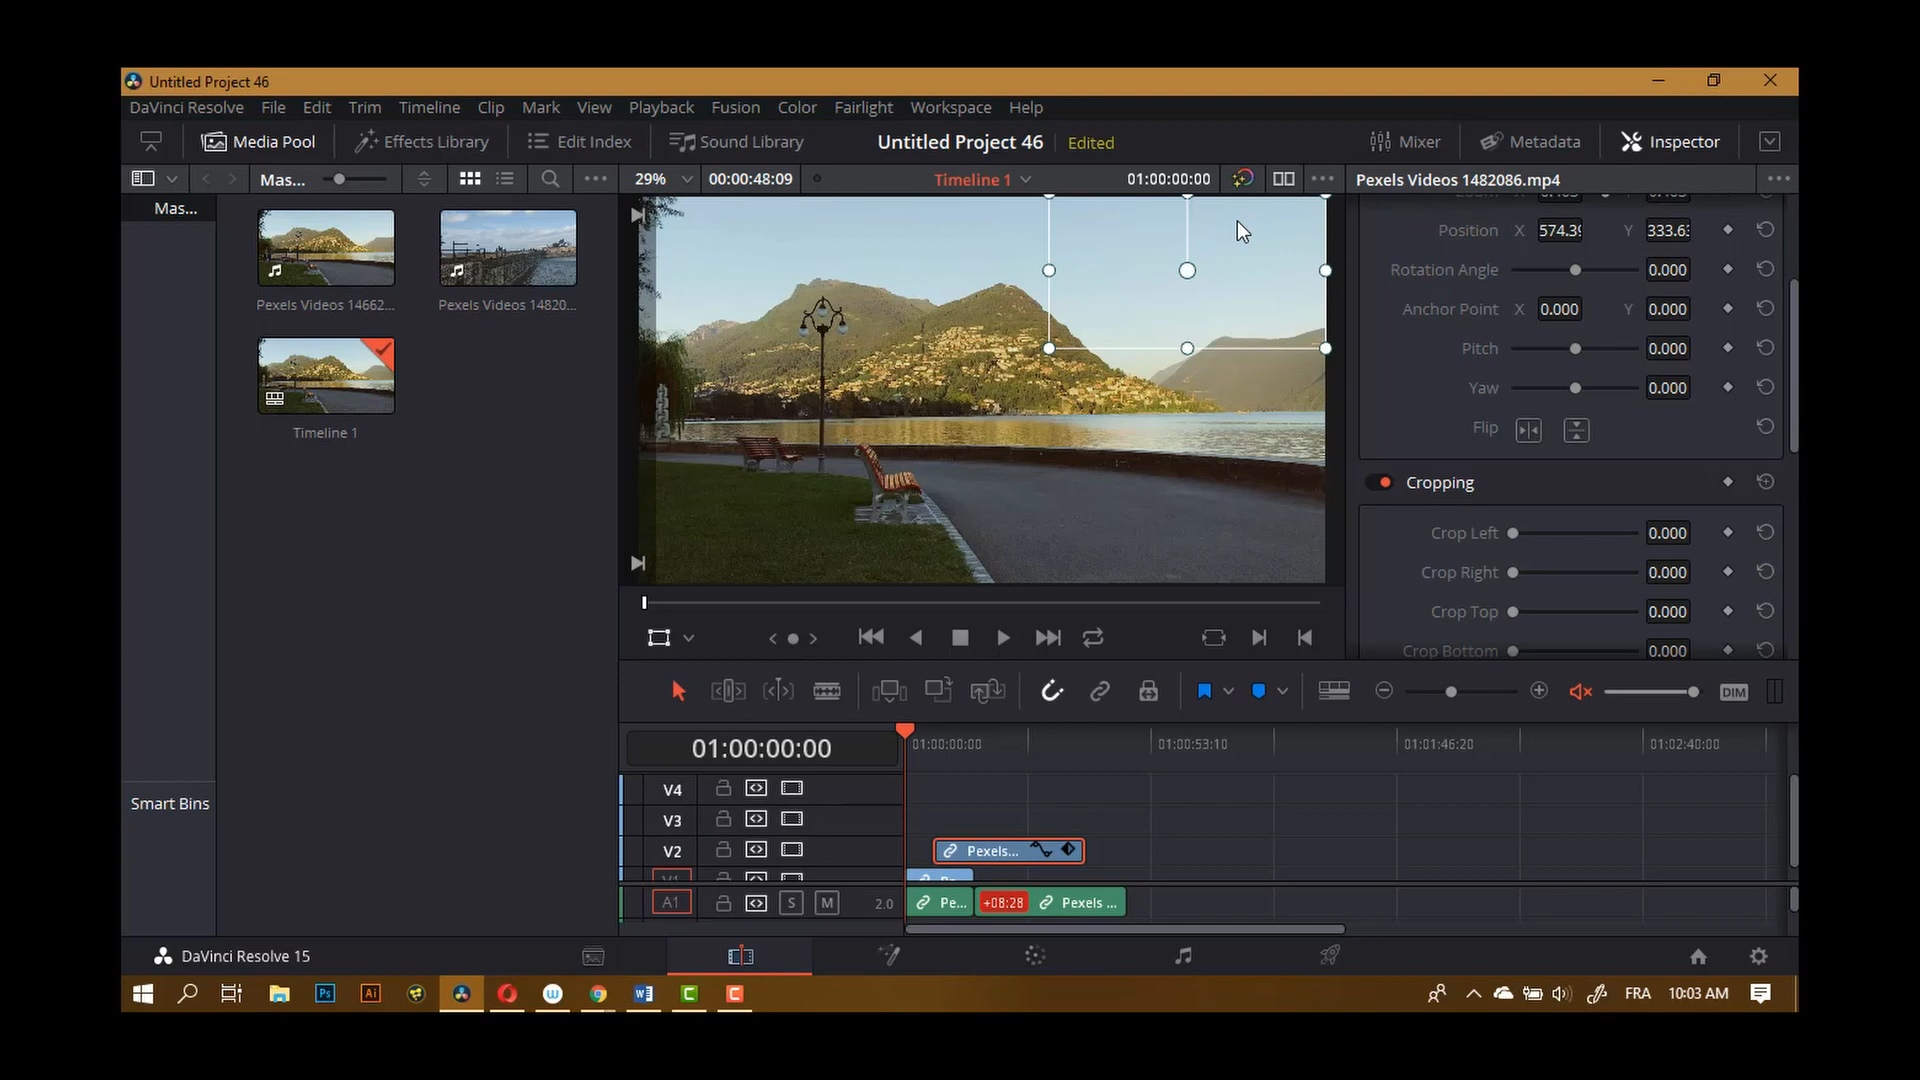 Untitled Project 46
DaVinci Resolve File Edit Trim Timeline Clip Mark View Playback Fusion Color Fairlight Workspace Help
Media Pool Effects Library Edit Index Sound Library Untitled Project 46 Edited Mixer Metadata Inspector
Mas... 29% 00:00:48:09 Timeline 1 01:00:00:00 Pexels Videos 1482086.mp4
Mas...
Position X 574.39 Y 333.63
Rotation Angle 0.000
Pexels Videos 14662... Pexels Videos 14820...
Anchor Point X 0.000 Y 0.000
Pitch 0.000
Yaw 0.000
Flip
Timeline 1
Cropping
Crop Left 0.000
Crop Right 0.000
Crop Top 0.000
Crop Bottom 0.000
DIM
01:00:00:00 01:00:00:00 01:00:53:10 01:01:46:20 01:02:40:00
V4
V3
V2 Pexels...
Smart Bins
A1 S M 2.0 Pe... +08:28 Pexels ...
DaVinci Resolve 15
Ps Ai W C C FRA 10:03 AM